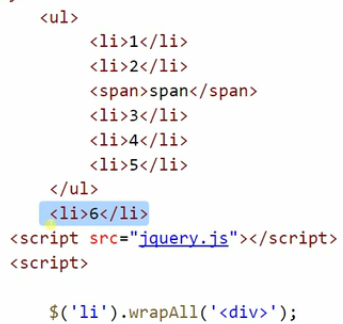 <ul>
<li>1</li>
<li>2</li>
<span>span</span>
<li>3</li>
<li>4</li>
<li>5</li>
</ul>
<li>6</li>
<script src="jquery.js"></script>
<script>
$('li').wrapAll('<div>');